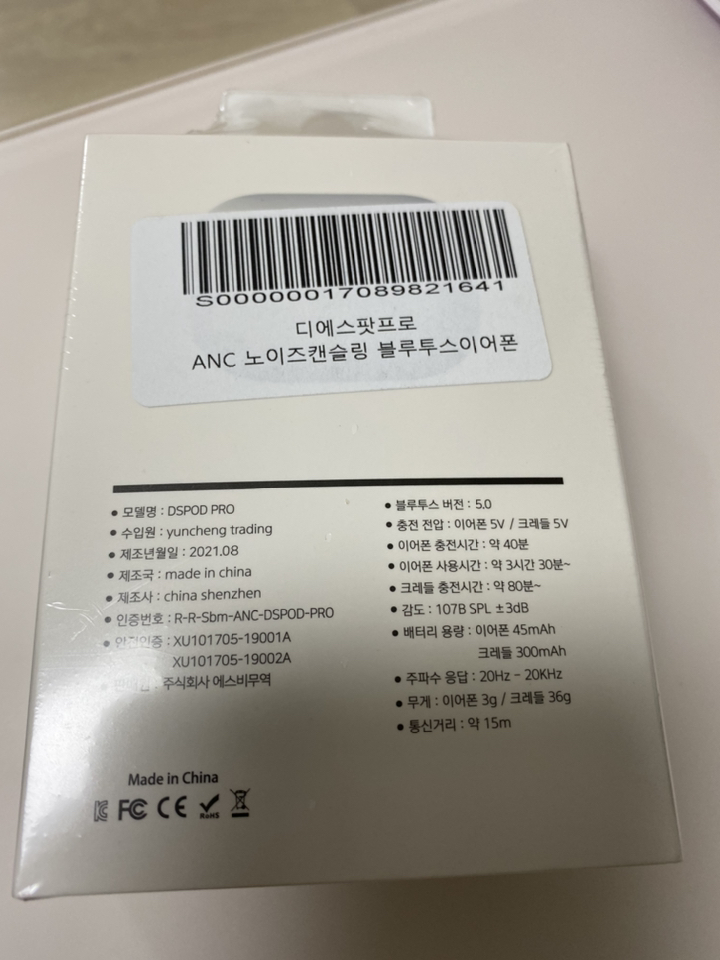 S000000017089821641
디에스팟프로
ANC 노이즈캔슬링 블루투스이어폰
• 모델명 : DSPOD PRO
• 수입원 : yuncheng trading
• 제조년월일 : 2021.08
• 제조국 : made in china
• 제조사 : china shenzhen
• 인증번호 : R-R-Sbm-ANC-DSPOD-PRO
• 안전인증 : XU101705-19001A
XU101705-19002A
• 판매원 : 주식회사 에스비무역
• 블루투스 버전 : 5.0
• 충전 전압 : 이어폰 5V / 크레들 5V
• 이어폰 충전시간 : 약 40분
• 이어폰 사용시간 : 약 3시간 30분~
• 크레들 충전시간 : 약 80분~
• 감도 : 107B SPL ±3dB
• 배터리 용량 : 이어폰 45mAh
크레들 300mAh
• 주파수 응답 : 20Hz - 20KHz
• 무게 : 이어폰 3g / 크레들 36g
• 통신거리 : 약 15m
Made in China
FC CE RoHS